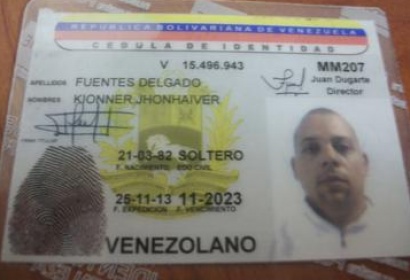 REPUBLICA BOLIVARIANA DE VENEZUELA
CEDULA DE IDENTIDAD
V 15.496.943
MM207
Juan Dugarte
Director
APELLIDOS FUENTES DELGADO
NOMBRES KJONNER JHONHAIVER
21-03-82 SOLTERO
F. NACIMIENTO EDO CIVIL
25-11-13 11-2023
F. EXPEDICION F. VENCIMIENTO
VENEZOLANO